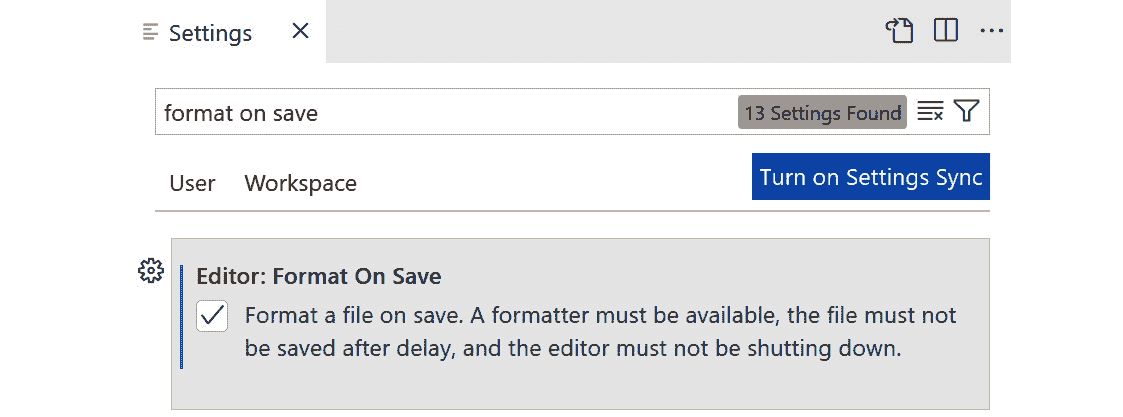 Settings
format on save
13 Settings Found
User Workspace
Turn on Settings Sync
Editor: Format On Save
Format a file on save. A formatter must be available, the file must not
be saved after delay, and the editor must not be shutting down.